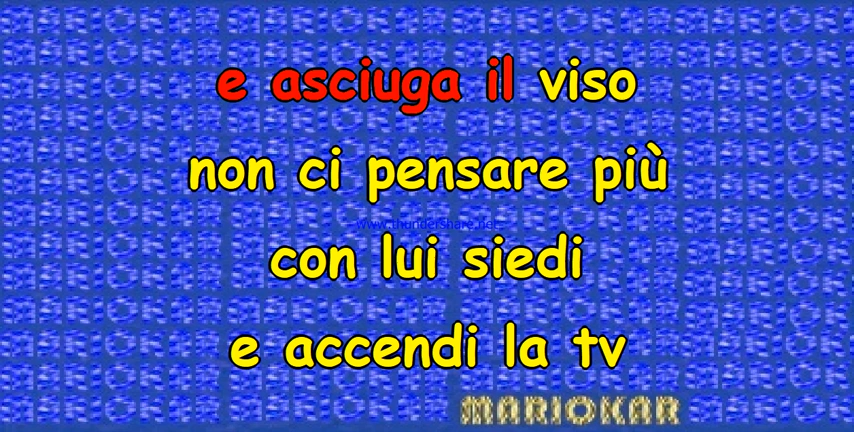 e asciuga il viso
non ci pensare più
www.thundershare.net
con lui siedi
e accendi la tv
MARIOKAR